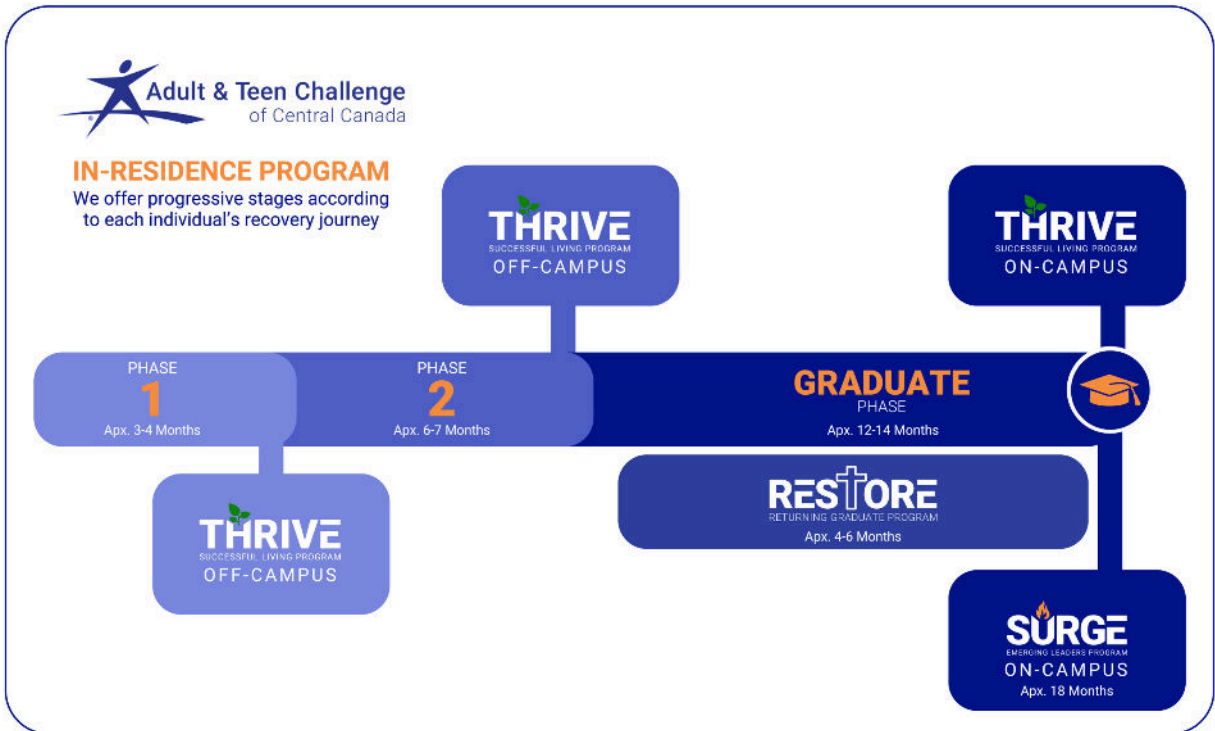 Adult & Teen Challenge
of Central Canada
IN-RESIDENCE PROGRAM
We offer progressive stages according
to each individual's recovery journey
THRIVE
SUCCESSFUL LIVING PROGRAM
OFF-CAMPUS
THRIVE
SUCCESSFUL LIVING PROGRAM
ON-CAMPUS
PHASE
1
Apx. 3-4 Months
PHASE
2
Apx. 6-7 Months
GRADUATE
PHASE
Apx. 12-14 Months
THRIVE
SUCCESSFUL LIVING PROGRAM
OFF-CAMPUS
RESTORE
RETURNING GRADUATE PROGRAM
Apx. 4-6 Months
SURGE
EMERGING LEADERS PROGRAM
ON-CAMPUS
Apx. 18 Months